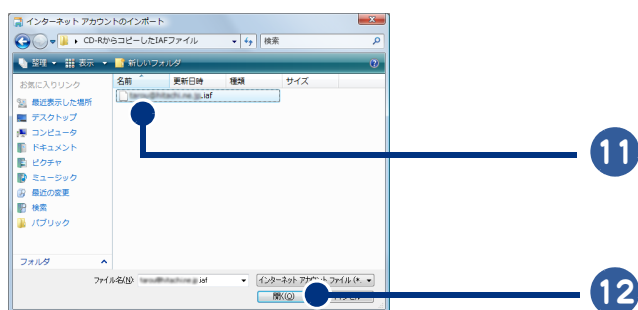 インターネット アカウントのインポート
CD-RからコピーしたIAFファイル
検索
整理 表示 新しいフォルダ
お気に入りリンク
名前 更新日時 種類 サイズ
.iaf
最近表示した場所
デスクトップ
コンピュータ
ドキュメント
ピクチャ
ミュージック
最近の変更
検索
パブリック
フォルダ
ファイル名(N): .iaf
インターネット アカウント ファイル (*.
開く(O)
11
12